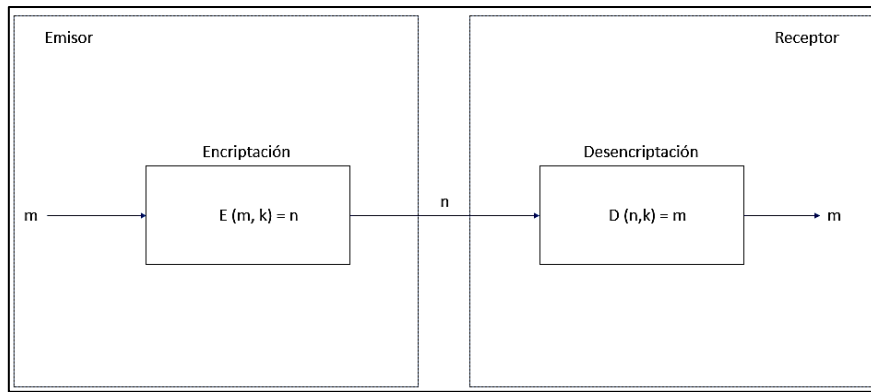 Emisor
Receptor
Encriptación
Desencriptación
m
E (m, k) = n
n
D (n,k) = m
m